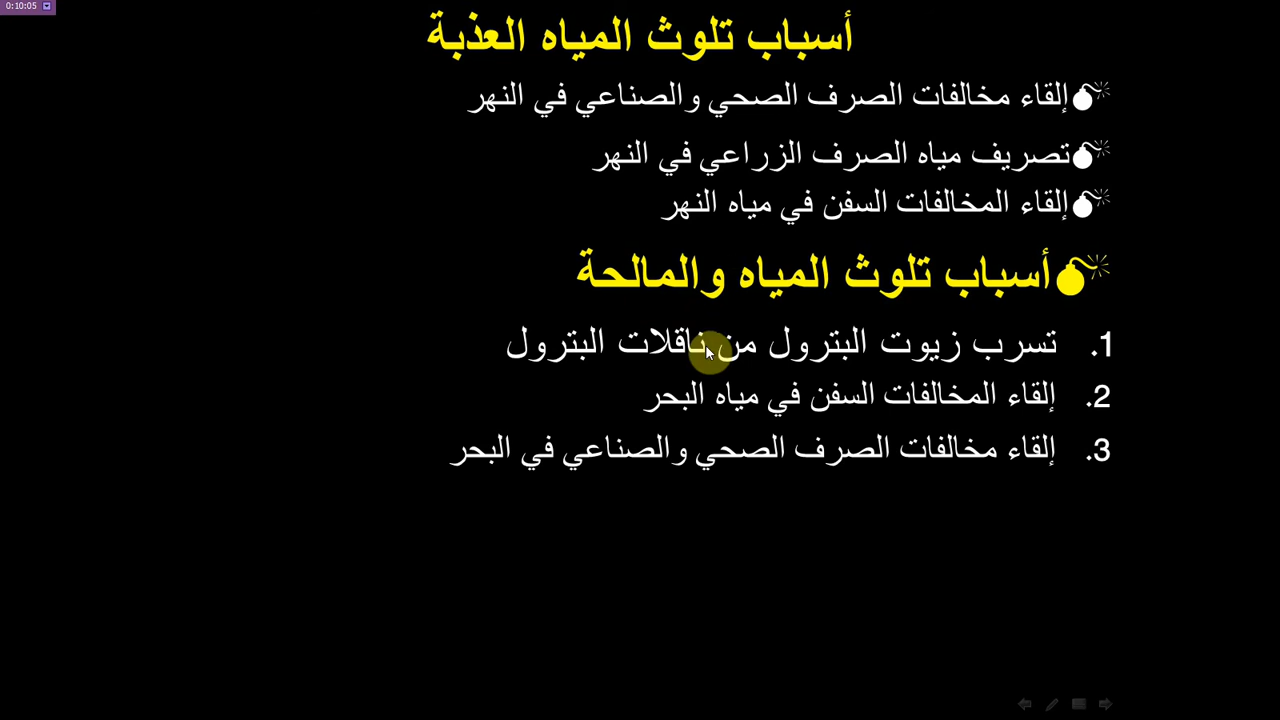 0:10:05
أسباب تلوث المياه العذبة
إلقاء مخالفات الصرف الصحي والصناعي في النهر
تصريف مياه الصرف الزراعي في النهر
إلقاء المخالفات السفن في مياه النهر
أسباب تلوث المياه والمالحة
1. تسرب زيوت البترول من ناقلات البترول
2. إلقاء المخالفات السفن في مياه البحر
3. إلقاء مخالفات الصرف الصحي والصناعي في البحر